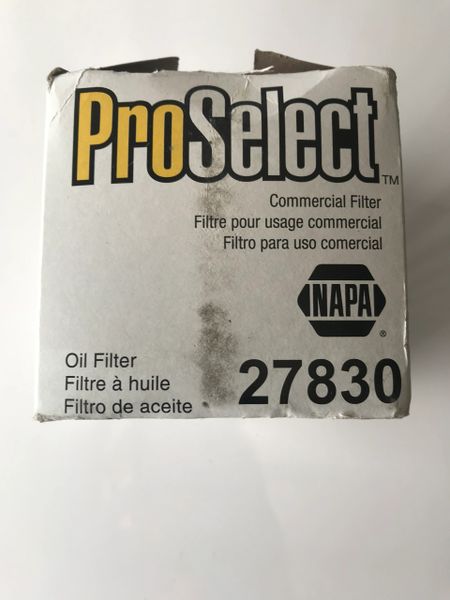 ProSelect™
Commercial Filter
Filtre pour usage commercial
Filtro para uso comercial
NAPA®
Oil Filter
Filtre à huile
Filtro de aceite
27830